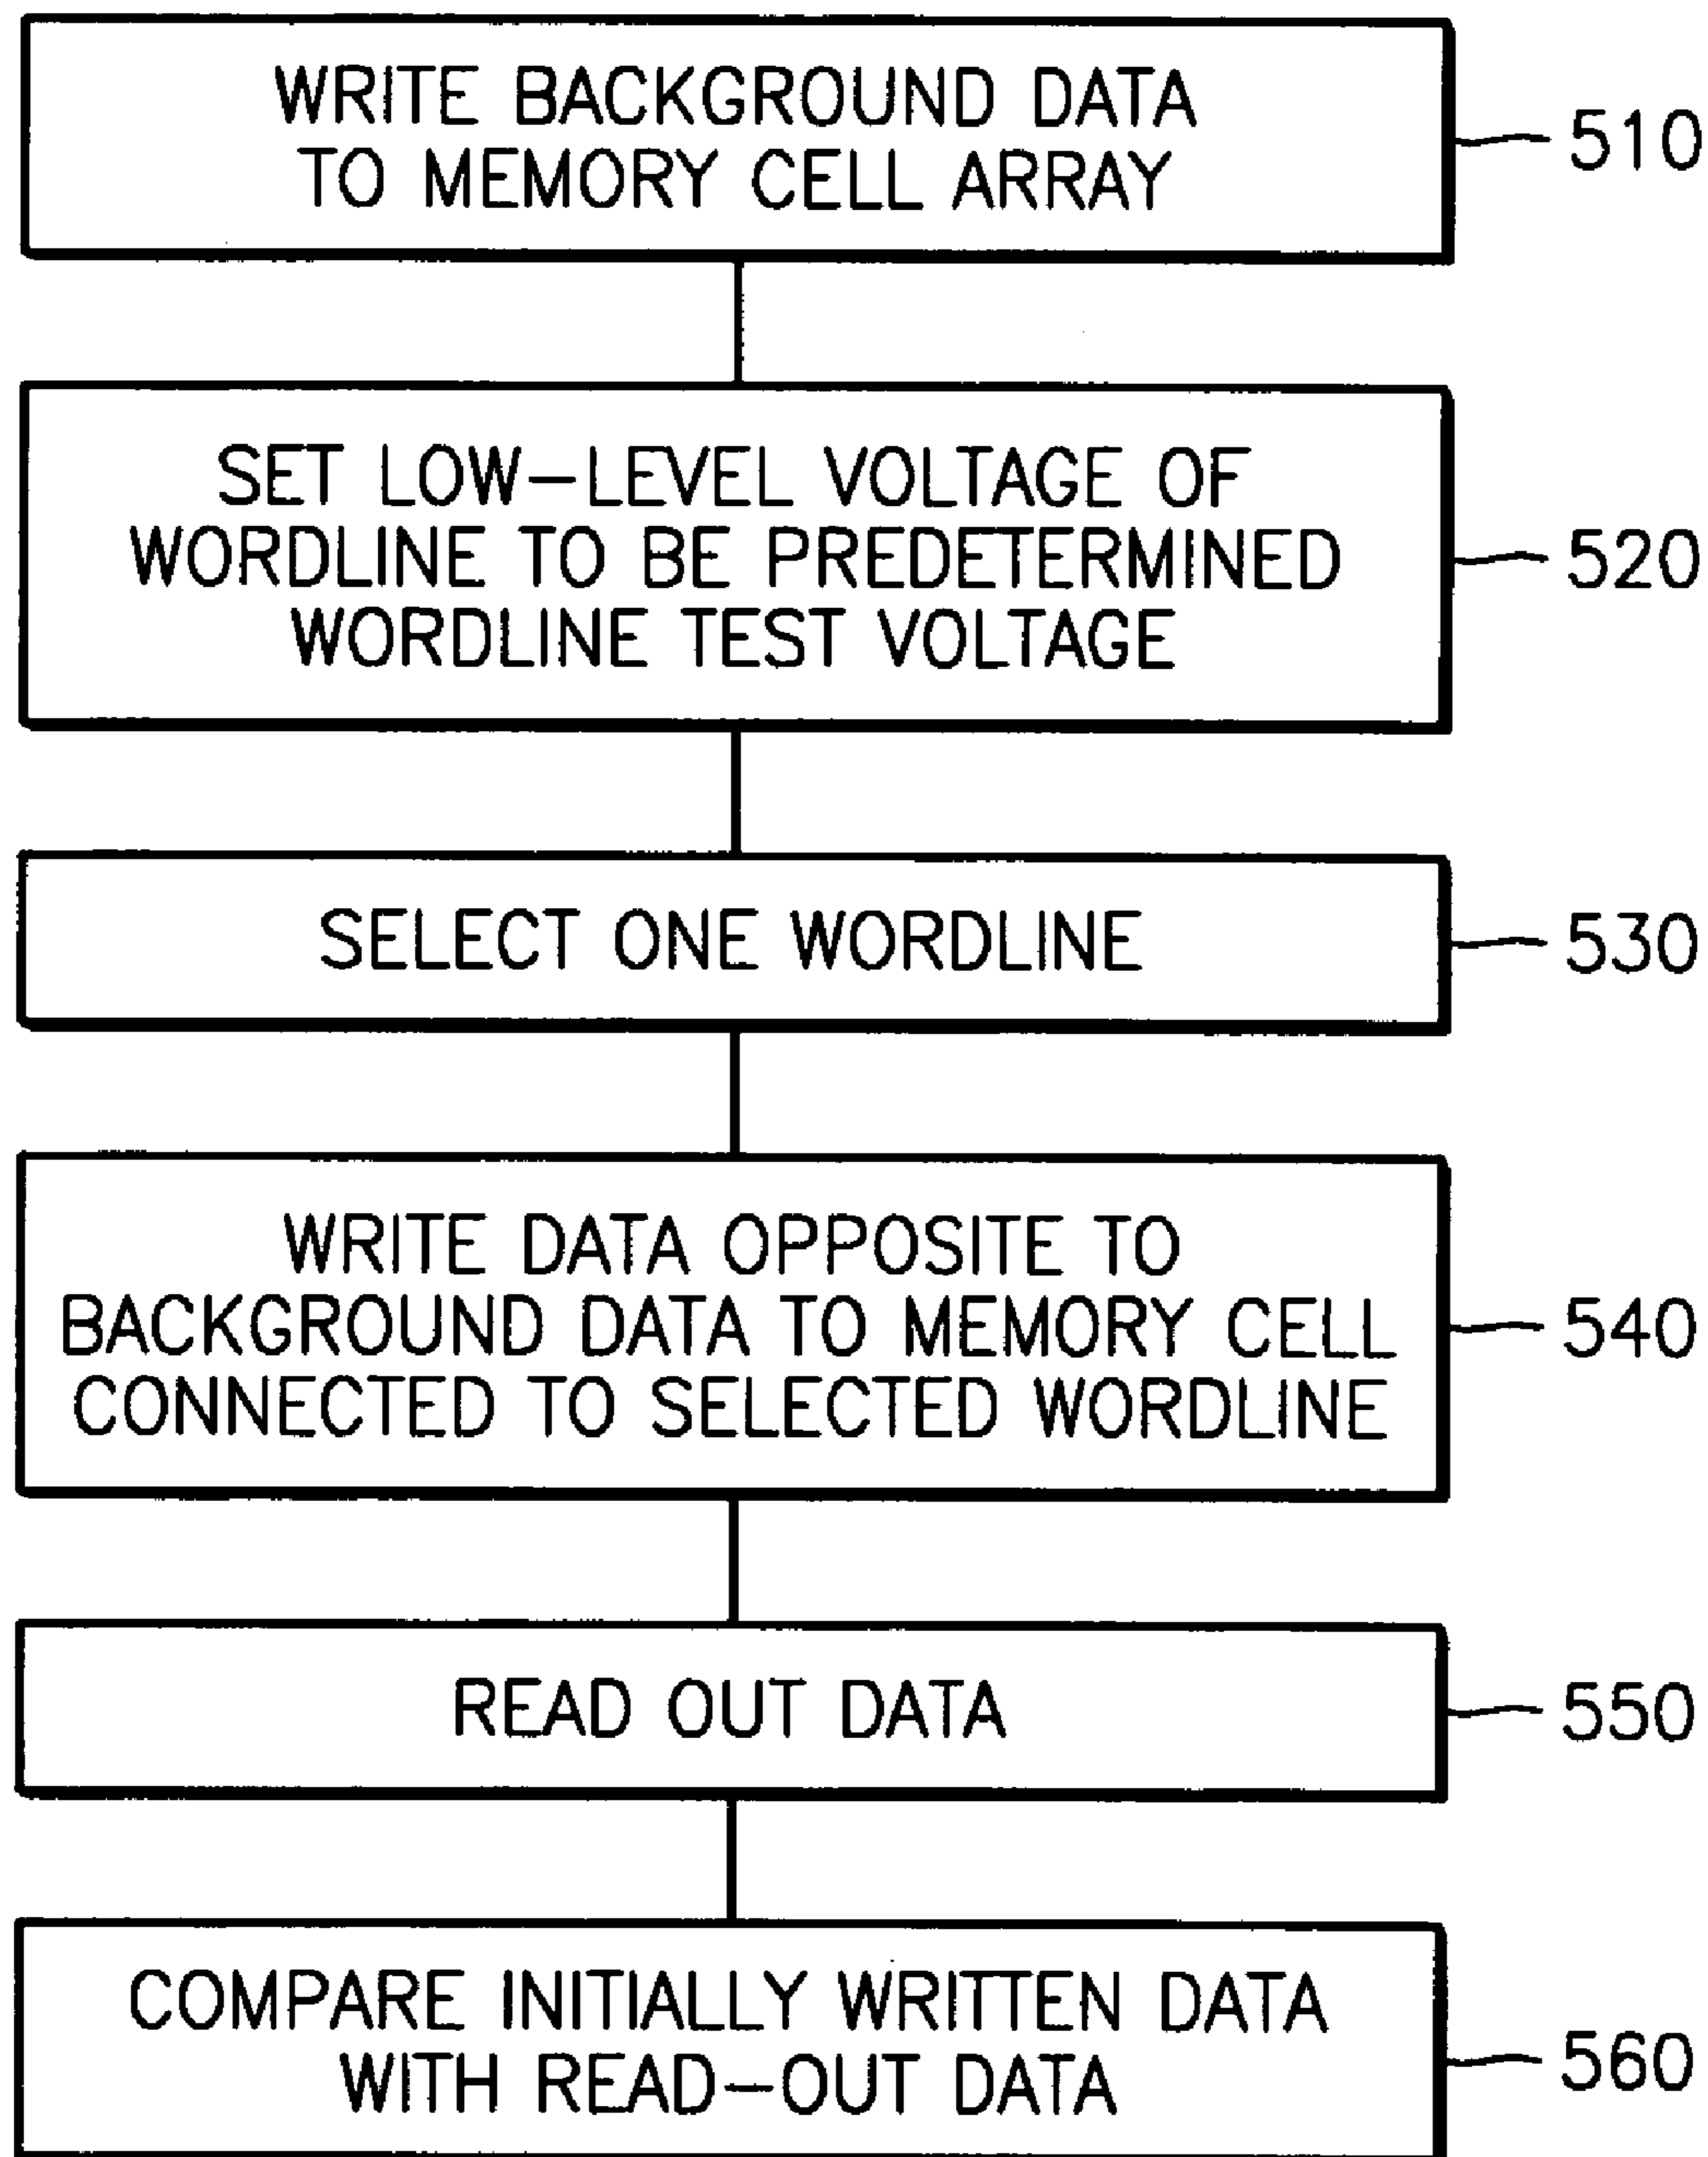 WRITE BACKGROUND DATA
TO MEMORY CELL ARRAY
510
SET LOW-LEVEL VOLTAGE OF
WORDLINE TO BE PREDETERMINED
WORDLINE TEST VOLTAGE
520
SELECT ONE WORDLINE
530
WRITE DATA OPPOSITE TO
BACKGROUND DATA TO MEMORY CELL
CONNECTED TO SELECTED WORDLINE
540
READ OUT DATA
550
COMPARE INITIALLY WRITTEN DATA
WITH READ-OUT DATA
560